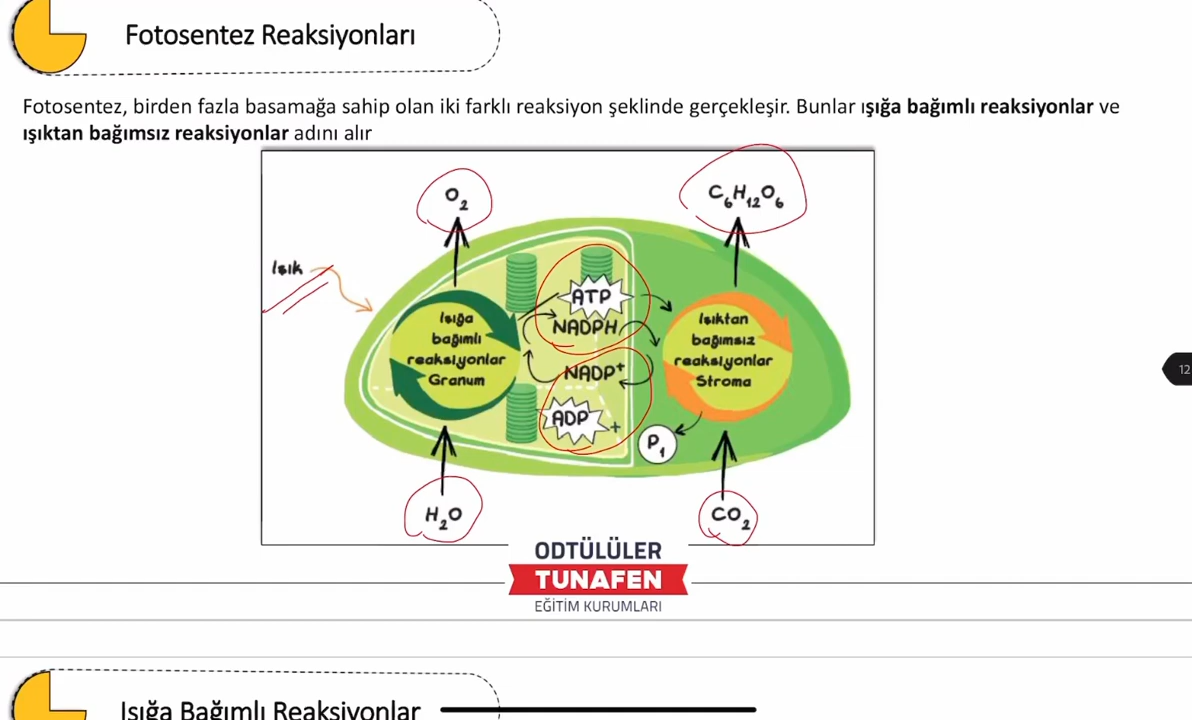 Fotosentez Reaksiyonları
Fotosentez, birden fazla basamağa sahip olan iki farklı reaksiyon şeklinde gerçekleşir. Bunlar ışığa bağımlı reaksiyonlar ve
ışıktan bağımsız reaksiyonlar adını alır
O2
C6H12O6
Işık
Işığa
bağımlı
reaksiyonlar
Granum
ATP
NADPH
NADP+
ADP
+
Işıktan
bağımsız
reaksiyonlar
Stroma
P1
H2O
CO2
12
ODTÜLÜLER
TUNAFEN
EĞİTİM KURUMLARI
Işığa Bağımlı Reaksiyonlar